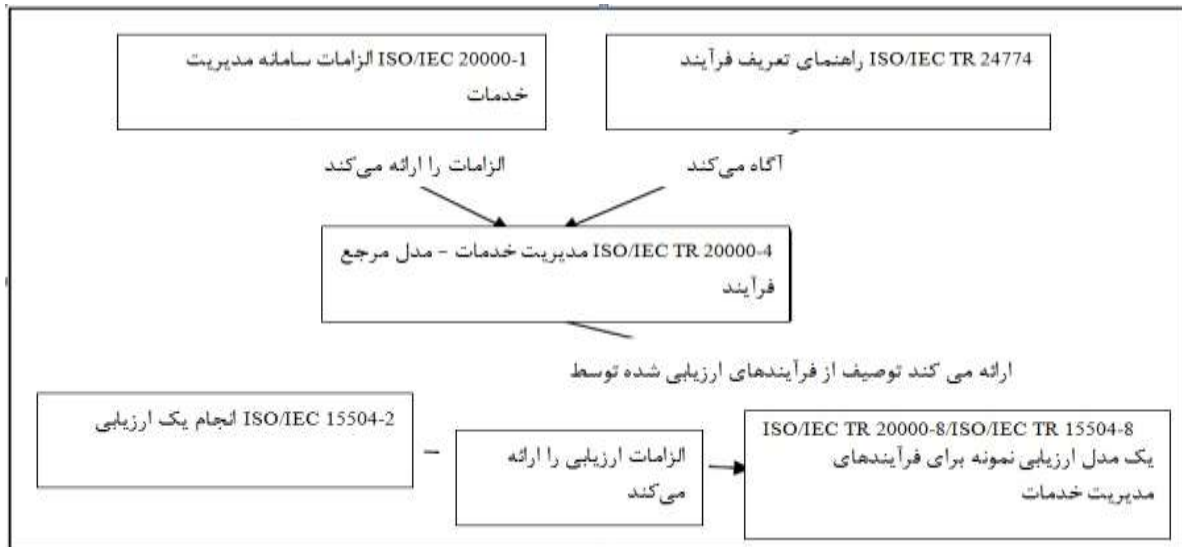 ISO/IEC 20000-1 الزامات سامانه مدیریت
خدمات
ISO/IEC TR 24774 راهنمای تعریف فرآیند
الزامات را ارائه می‌کند
آگاه می‌کند
ISO/IEC TR 20000-4 مدیریت خدمات – مدل مرجع
فرآیند
ارائه می کند توصیف از فرآیندهای ارزیابی شده توسط
ISO/IEC 15504-2 انجام یک ارزیابی
الزامات ارزیابی را ارائه
می‌کند
ISO/IEC TR 20000-8/ISO/IEC TR 15504-8
یک مدل ارزیابی نمونه برای فرآیندهای
مدیریت خدمات